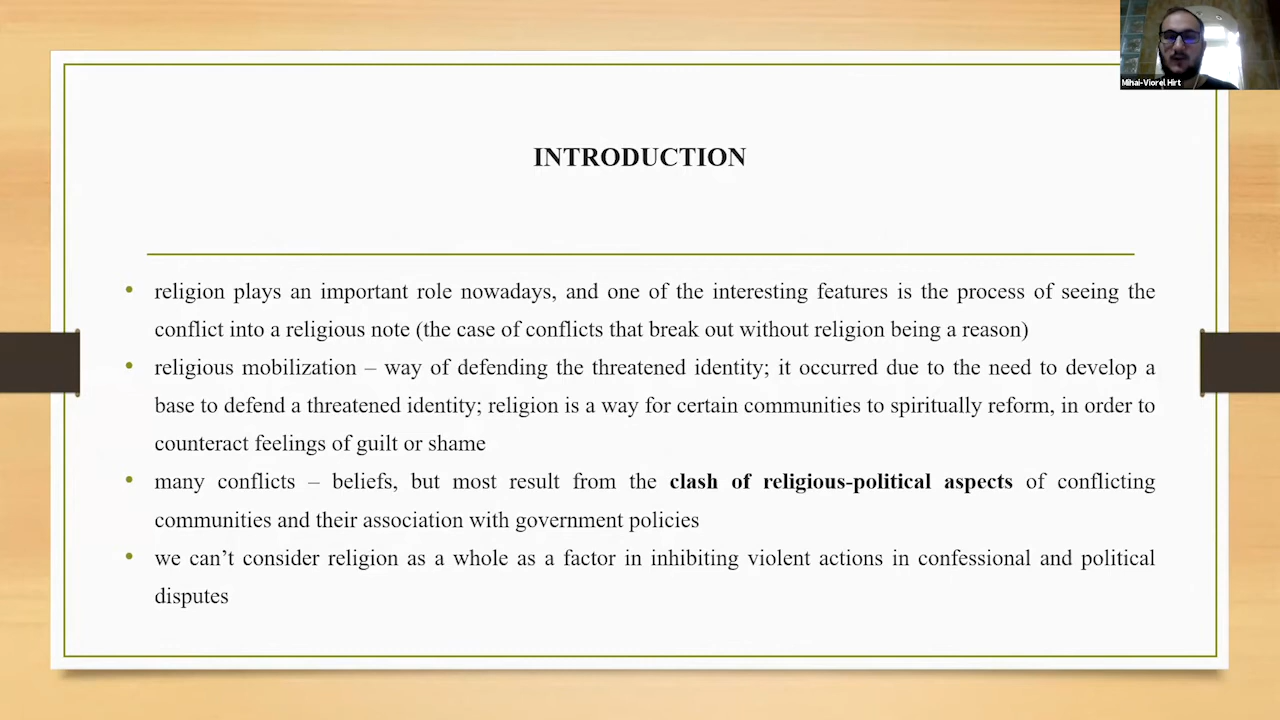 Mihai-Viorel Hirt
INTRODUCTION
• religion plays an important role nowadays, and one of the interesting features is the process of seeing the
conflict into a religious note (the case of conflicts that break out without religion being a reason)
• religious mobilization – way of defending the threatened identity; it occurred due to the need to develop a
base to defend a threatened identity; religion is a way for certain communities to spiritually reform, in order to
counteract feelings of guilt or shame
• many conflicts – beliefs, but most result from the clash of religious-political aspects of conflicting
communities and their association with government policies
• we can’t consider religion as a whole as a factor in inhibiting violent actions in confessional and political
disputes